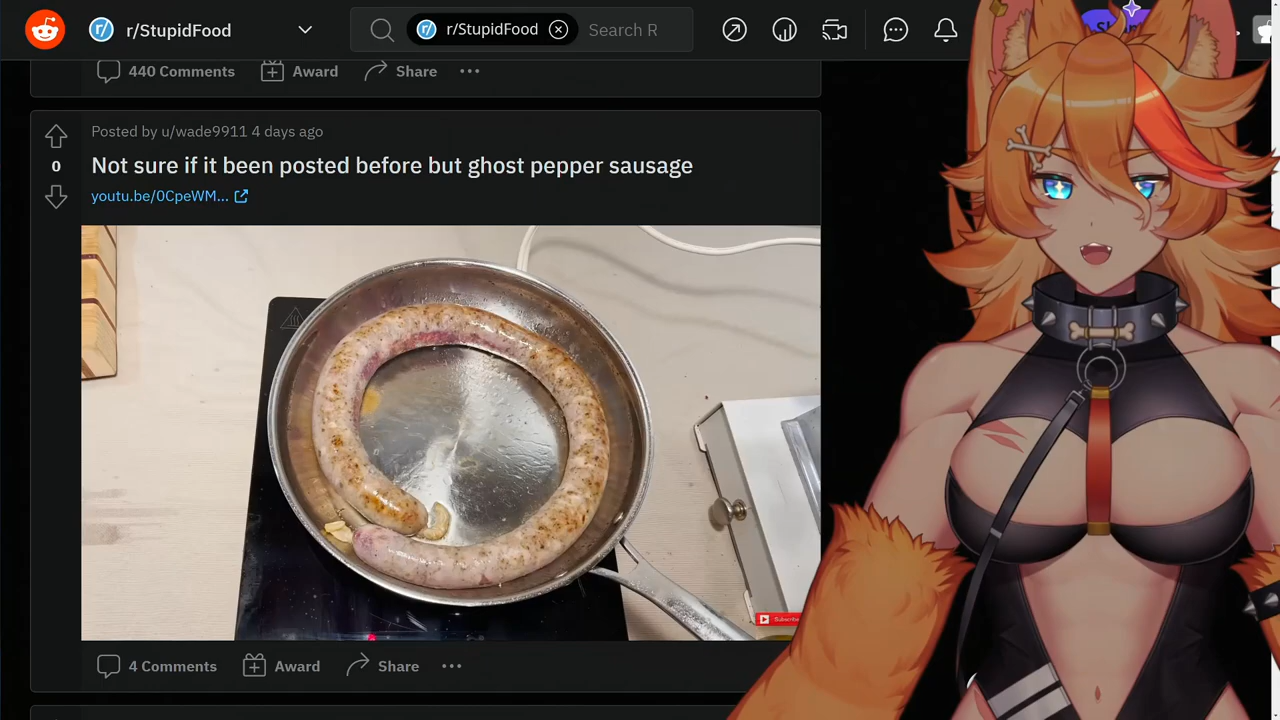 r/StupidFood
r/StupidFood
Search R
440 Comments
Award
Share
Posted by u/wade9911 4 days ago
0
Not sure if it been posted before but ghost pepper sausage
youtu.be/0CpeWM...
Subscribe
4 Comments
Award
Share